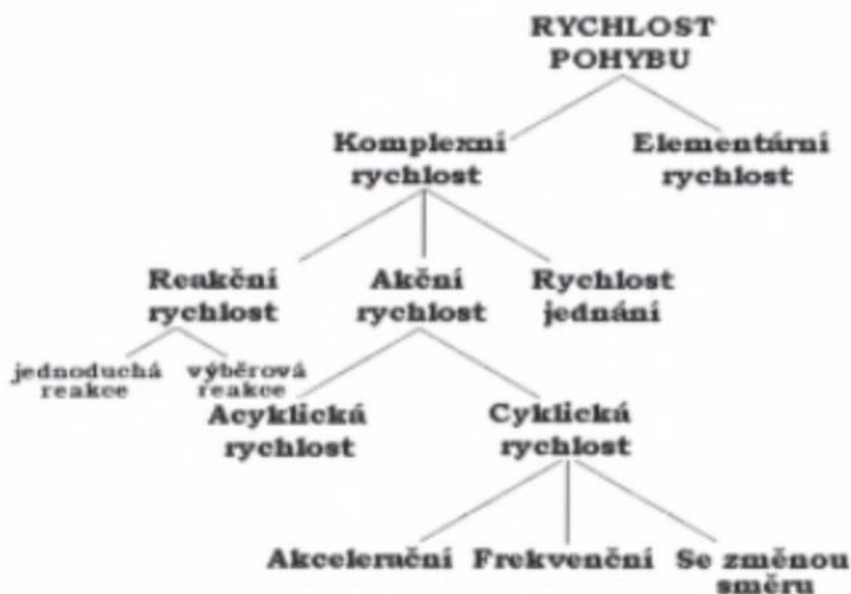 RYCHLOST
POHYBU
Komplexní
rychlost
Elementární
rychlost
Reakční
rychlost
Akční
rychlost
Rychlost
jednání
jednoduchá
reakce
výběrová
reakce
Acyklická
rychlost
Cyklická
rychlost
Akcelerační
Frekvenční
Se změnou
směru